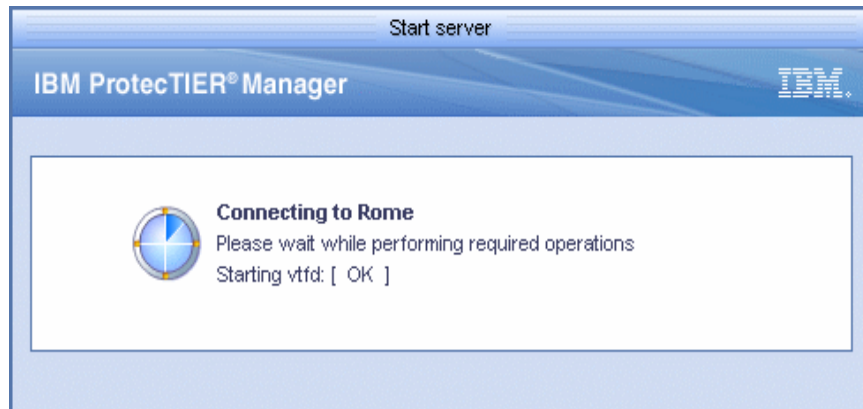 Start server
IBM ProtecTIER® Manager
IBM.
Connecting to Rome
Please wait while performing required operations
Starting vtfd: [ OK ]